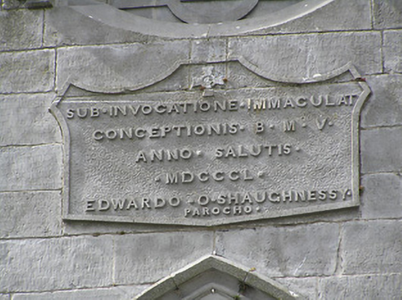 SUB · INVOCATIONE · IMMACULAT
CONCEPTIONIS · B · M · V ·
ANNO · SALUTIS ·
· MDCCCL ·
EDWARDO · O · SHAUGHNESSY ·
PAROCHO ·